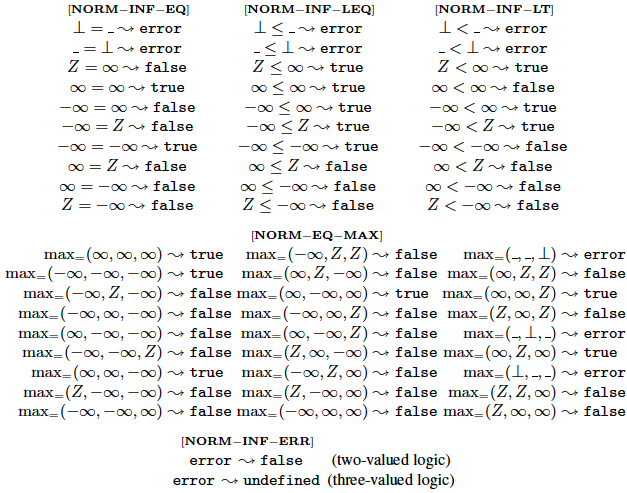 [NORM−INF−EQ] [NORM−INF−LEQ] [NORM−INF−LT]
⊥ = _ ⇝ error ⊥ ≤ _ ⇝ error ⊥ < _ ⇝ error
_ = ⊥ ⇝ error _ ≤ ⊥ ⇝ error _ < ⊥ ⇝ error
Z = ∞ ⇝ false Z ≤ ∞ ⇝ true Z < ∞ ⇝ true
∞ = ∞ ⇝ true ∞ ≤ ∞ ⇝ true ∞ < ∞ ⇝ false
−∞ = ∞ ⇝ false −∞ ≤ ∞ ⇝ true −∞ < ∞ ⇝ true
−∞ = Z ⇝ false −∞ ≤ Z ⇝ true −∞ < Z ⇝ true
−∞ = −∞ ⇝ true −∞ ≤ −∞ ⇝ true −∞ < −∞ ⇝ false
∞ = Z ⇝ false ∞ ≤ Z ⇝ false ∞ < Z ⇝ false
∞ = −∞ ⇝ false ∞ ≤ −∞ ⇝ false ∞ < −∞ ⇝ false
Z = −∞ ⇝ false Z ≤ −∞ ⇝ false Z < −∞ ⇝ false
[NORM−EQ−MAX]
max=(∞, ∞, ∞) ⇝ true max=(−∞, Z, Z) ⇝ false max=(_, _, ⊥) ⇝ error
max=(−∞, −∞, −∞) ⇝ true max=(∞, Z, −∞) ⇝ false max=(∞, Z, Z) ⇝ false
max=(−∞, Z, −∞) ⇝ false max=(∞, −∞, ∞) ⇝ true max=(∞, ∞, Z) ⇝ true
max=(−∞, ∞, −∞) ⇝ false max=(−∞, ∞, Z) ⇝ false max=(Z, ∞, Z) ⇝ false
max=(∞, −∞, −∞) ⇝ false max=(∞, −∞, Z) ⇝ false max=(_, ⊥, _) ⇝ error
max=(−∞, −∞, Z) ⇝ false max=(Z, ∞, −∞) ⇝ false max=(∞, Z, ∞) ⇝ true
max=(∞, ∞, −∞) ⇝ true max=(−∞, Z, ∞) ⇝ false max=(⊥, _, _) ⇝ error
max=(Z, −∞, −∞) ⇝ false max=(Z, −∞, ∞) ⇝ false max=(Z, Z, ∞) ⇝ false
max=(−∞, −∞, ∞) ⇝ false max=(−∞, ∞, ∞) ⇝ false max=(Z, ∞, ∞) ⇝ false
[NORM−INF−ERR]
error ⇝ false (two-valued logic)
error ⇝ undefined (three-valued logic)